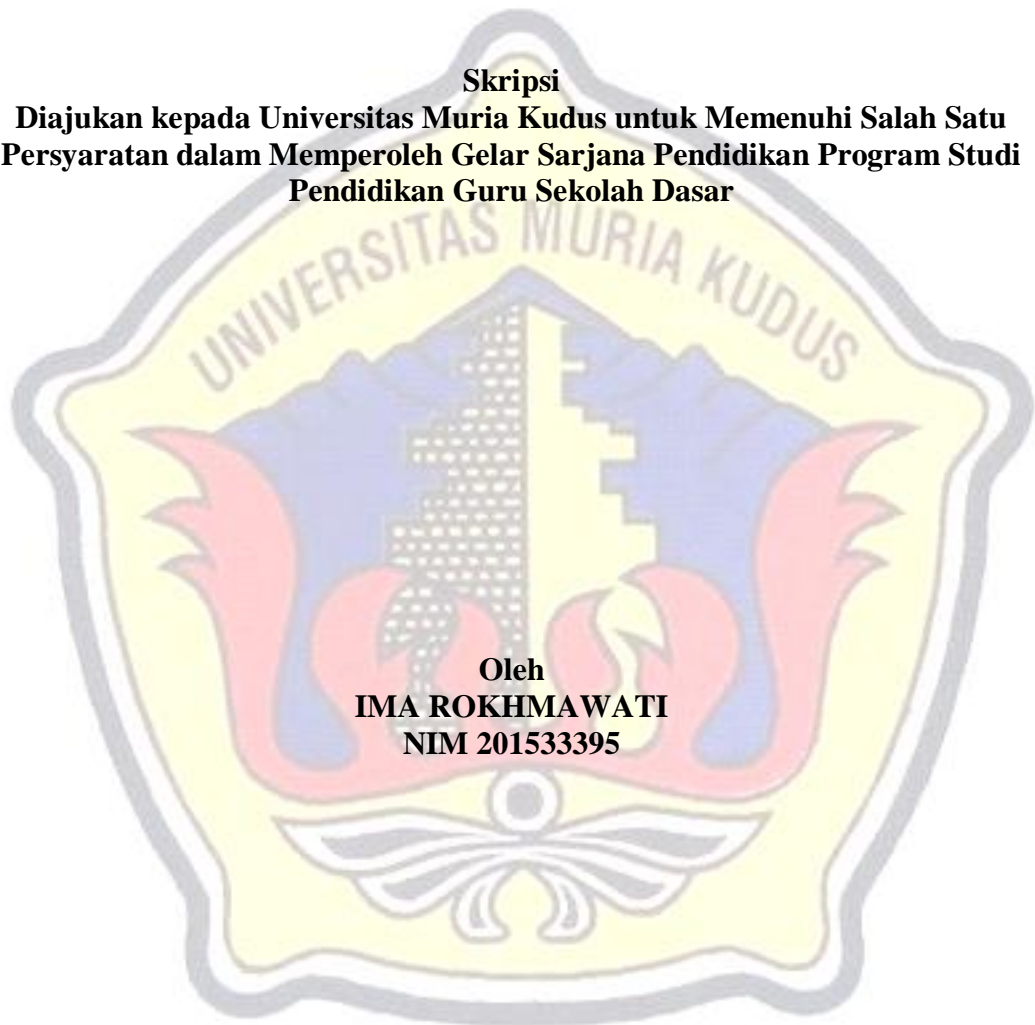 Skripsi
Diajukan kepada Universitas Muria Kudus untuk Memenuhi Salah Satu
Persyaratan dalam Memperoleh Gelar Sarjana Pendidikan Program Studi
Pendidikan Guru Sekolah Dasar
UNIVERSITAS MURIA KUDUS
Oleh
IMA ROKHMAWATI
NIM 201533395